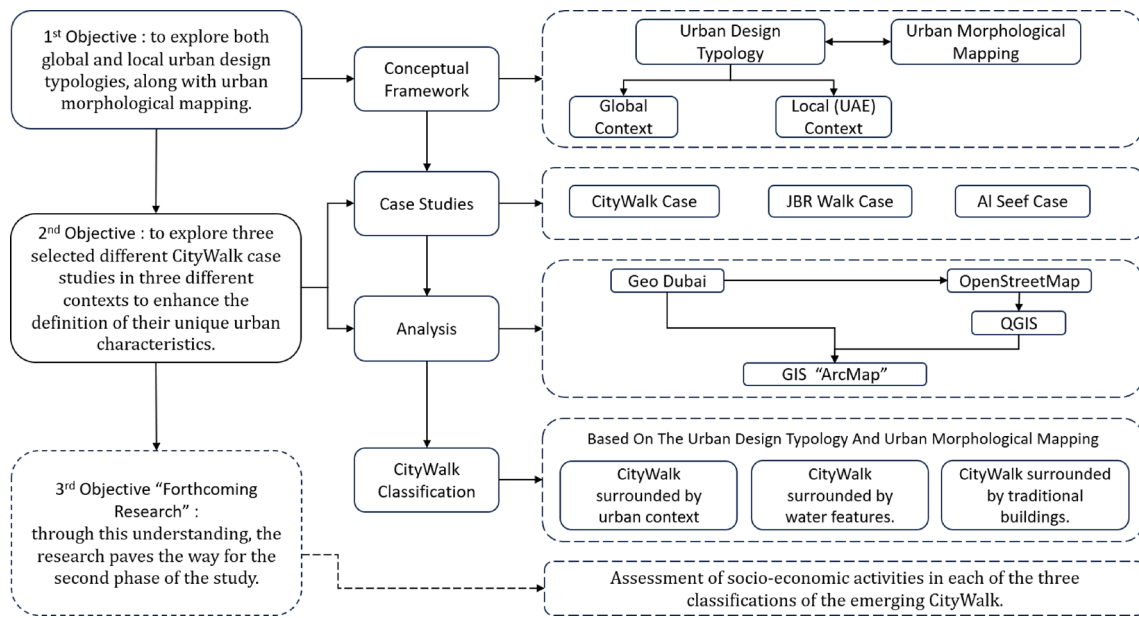 1st Objective : to explore both
global and local urban design
typologies, along with urban
morphological mapping.
Conceptual
Framework
Urban Design
Typology
Urban Morphological
Mapping
Global
Context
Local (UAE)
Context
2nd Objective : to explore three
selected different CityWalk case
studies in three different
contexts to enhance the
definition of their unique urban
characteristics.
Case Studies
CityWalk Case
JBR Walk Case
Al Seef Case
Analysis
Geo Dubai
OpenStreetMap
QGIS
GIS "ArcMap"
CityWalk
Classification
Based On The Urban Design Typology And Urban Morphological Mapping
CityWalk
surrounded by
urban context
CityWalk
surrounded by
water features.
CityWalk surrounded
by traditional
buildings.
3rd Objective "Forthcoming
Research" :
through this understanding, the
research paves the way for the
second phase of the study.
Assessment of socio-economic activities in each of the three
classifications of the emerging CityWalk.